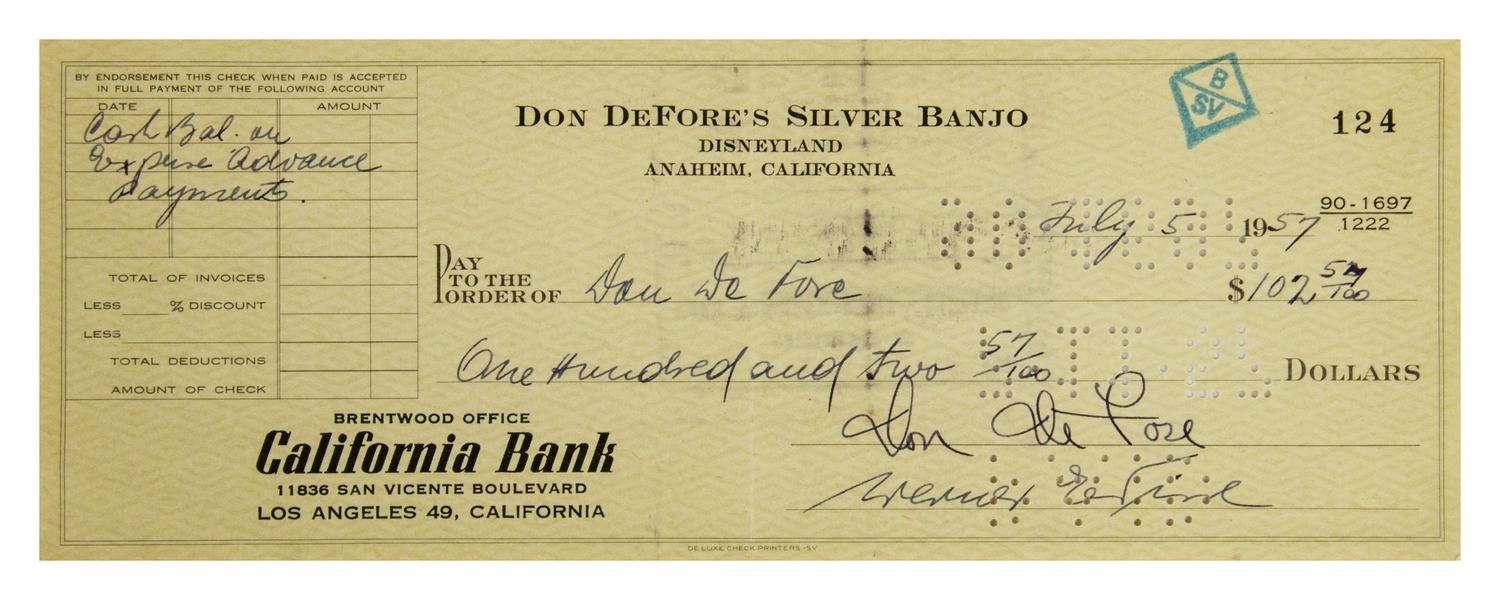 BY ENDORSEMENT THIS CHECK WHEN PAID IS ACCEPTED
IN FULL PAYMENT OF THE FOLLOWING ACCOUNT
DATE AMOUNT
Cash Bal. on
Expense Advance
Payments.
TOTAL OF INVOICES
LESS % DISCOUNT
LESS
TOTAL DEDUCTIONS
AMOUNT OF CHECK
DON DEFORE'S SILVER BANJO
DISNEYLAND
ANAHEIM, CALIFORNIA
B
SV
124
July 5 1957
90-1697
1222
PAY
TO THE
ORDER OF Don De Fore $102 57/100
One Hundred and two 57/100 DOLLARS
BRENTWOOD OFFICE
California Bank
11836 SAN VICENTE BOULEVARD
LOS ANGELES 49, CALIFORNIA
Don De Fore
DE LUXE CHECK PRINTERS -SV